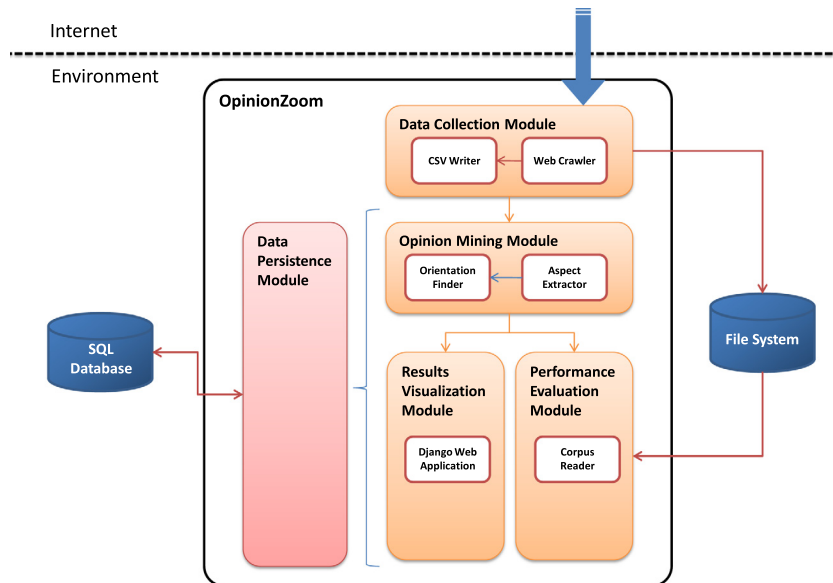 Internet
Environment
OpinionZoom
Data Collection Module
CSV Writer
Web Crawler
Data
Persistence
Module
Opinion Mining Module
Orientation
Finder
Aspect
Extractor
SQL
Database
File System
Results
Visualization
Module
Performance
Evaluation
Module
Django Web
Application
Corpus
Reader